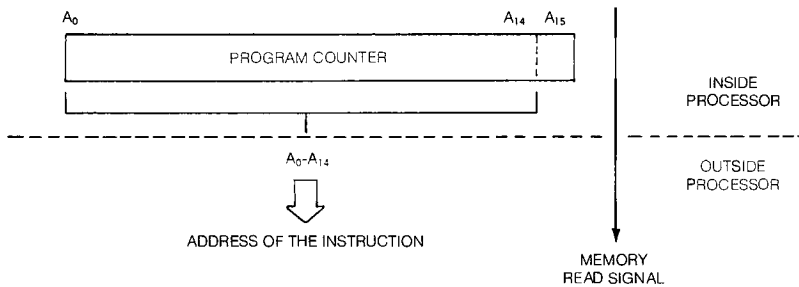 A₀ A₁₄ A₁₅
PROGRAM COUNTER
INSIDE
PROCESSOR
A₀-A₁₄
OUTSIDE
PROCESSOR
ADDRESS OF THE INSTRUCTION
MEMORY
READ SIGNAL